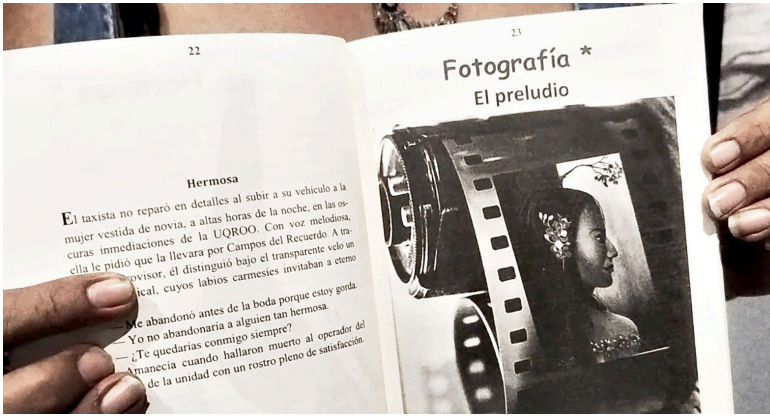 22
Hermosa
El taxista no reparó en detalles al subir a su vehículo a la
mujer vestida de novia, a altas horas de la noche, en las os-
curas inmediaciones de la UQROO. Con voz melodiosa,
ella le pidió que la llevara por Campos del Recuerdo. A tra-
ovisor, él distinguió bajo el transparente velo un
ical, cuyos labios carmesíes invitaban a eterno
— Me abandonó antes de la boda porque estoy gorda.
— Yo no abandonaría a alguien tan hermosa.
— ¿Te quedarías conmigo siempre?
Amanecía cuando hallaron muerto al operador del
de la unidad con un rostro pleno de satisfacción.
23
Fotografía *
El preludio